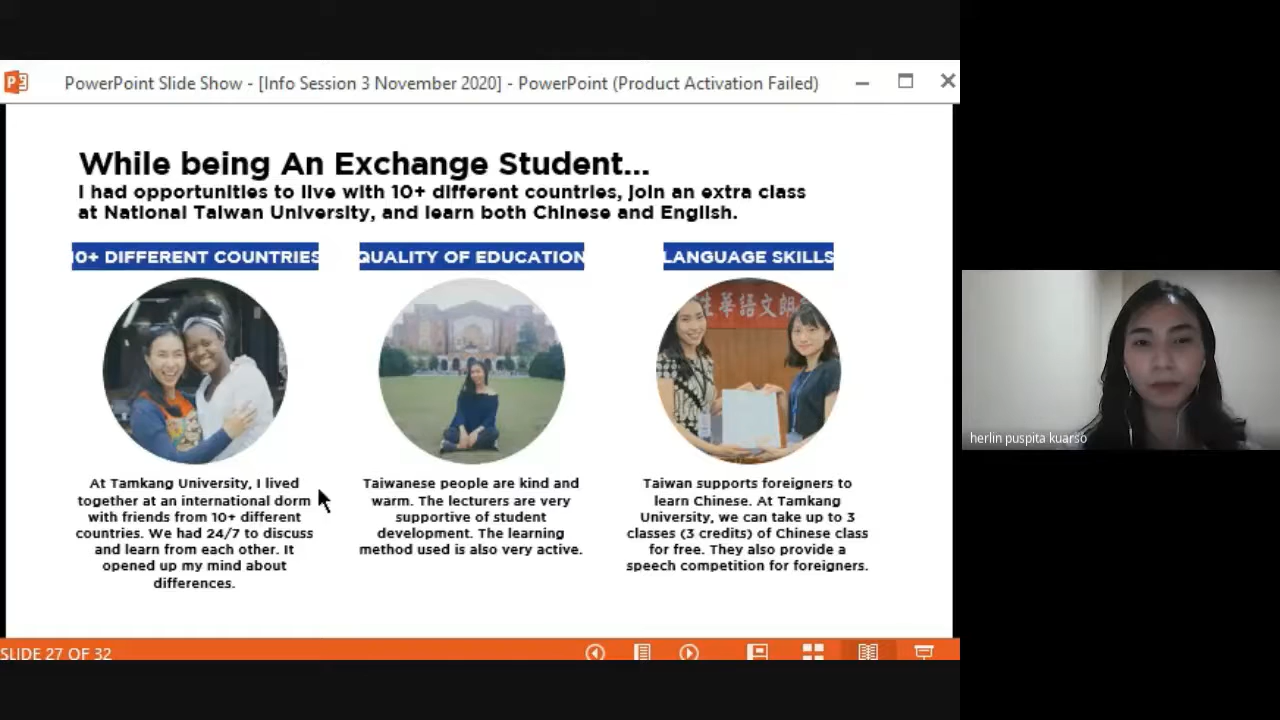 PowerPoint Slide Show - [Info Session 3 November 2020] - PowerPoint (Product Activation Failed)
While being An Exchange Student...
I had opportunities to live with 10+ different countries, join an extra class
at National Taiwan University, and learn both Chinese and English.
10+ DIFFERENT COUNTRIES
QUALITY OF EDUCATION
LANGUAGE SKILLS
生華語文朗
At Tamkang University, I lived
together at an international dorm
with friends from 10+ different
countries. We had 24/7 to discuss
and learn from each other. It
opened up my mind about
differences.
Taiwanese people are kind and
warm. The lecturers are very
supportive of student
development. The learning
method used is also very active.
Taiwan supports foreigners to
learn Chinese. At Tamkang
University, we can take up to 3
classes (3 credits) of Chinese class
for free. They also provide a
speech competition for foreigners.
herlin puspita kuarso
SLIDE 27 OF 32